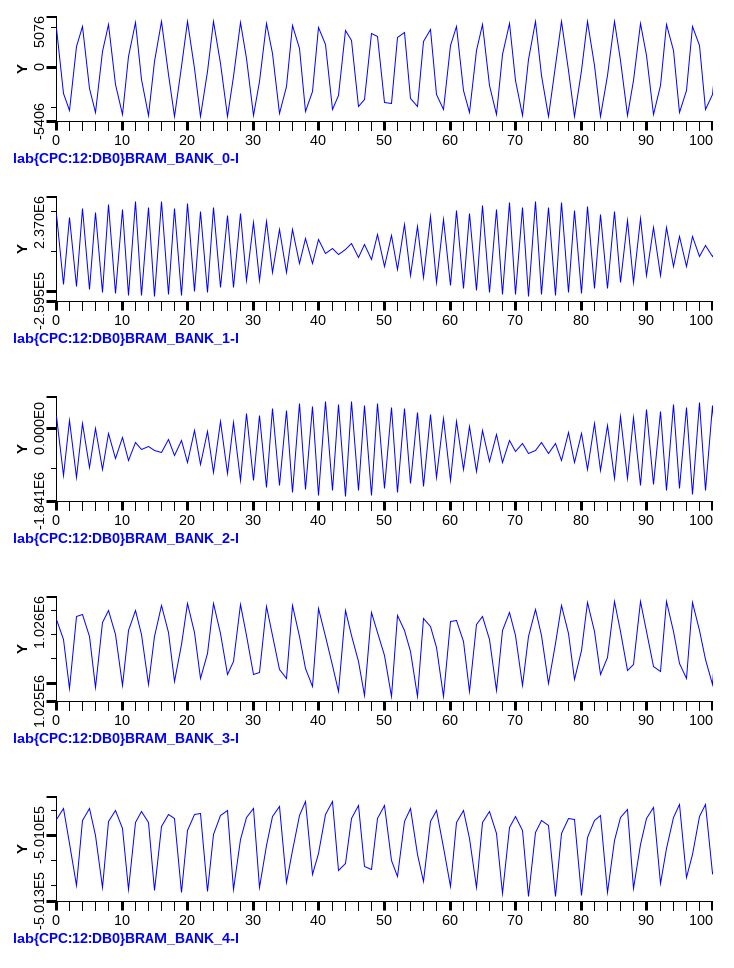 5076
0
-5406
Y
0 10 20 30 40 50 60 70 80 90 100
lab{CPC:12:DB0}BRAM_BANK_0-I
2.370E6
-2.595E5
Y
0 10 20 30 40 50 60 70 80 90 100
lab{CPC:12:DB0}BRAM_BANK_1-I
0.000E0
-1.841E6
Y
0 10 20 30 40 50 60 70 80 90 100
lab{CPC:12:DB0}BRAM_BANK_2-I
1.026E6
1.025E6
Y
0 10 20 30 40 50 60 70 80 90 100
lab{CPC:12:DB0}BRAM_BANK_3-I
-5.010E5
-5.013E5
Y
0 10 20 30 40 50 60 70 80 90 100
lab{CPC:12:DB0}BRAM_BANK_4-I